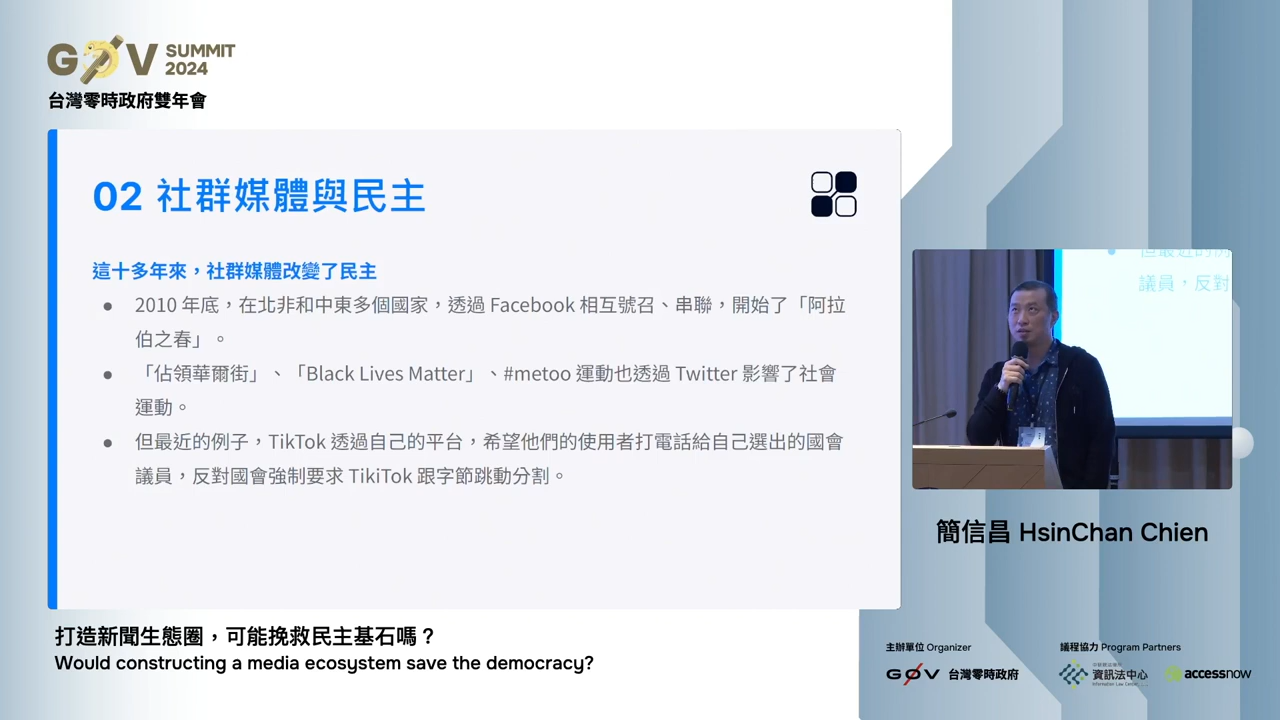 G0V SUMMIT 2024
台灣零時政府雙年會
02 社群媒體與民主
這十多年來，社群媒體改變了民主
● 2010 年底，在北非和中東多個國家，透過 Facebook 相互號召、串聯，開始了「阿拉
伯之春」。
● 「佔領華爾街」、「Black Lives Matter」、#metoo 運動也透過 Twitter 影響了社會
運動。
● 但最近的例子，TikTok 透過自己的平台，希望他們的使用者打電話給自己選出的國會
議員，反對國會強制要求 TikiTok 跟字節跳動分割。
但最近的例
議員，反對
簡信昌 HsinChan Chien
打造新聞生態圈，可能挽救民主基石嗎？
Would constructing a media ecosystem save the democracy?
主辦單位 Organizer
G0V 台灣零時政府
議程協力 Program Partners
資訊法中心
Information Law Center
accessnow